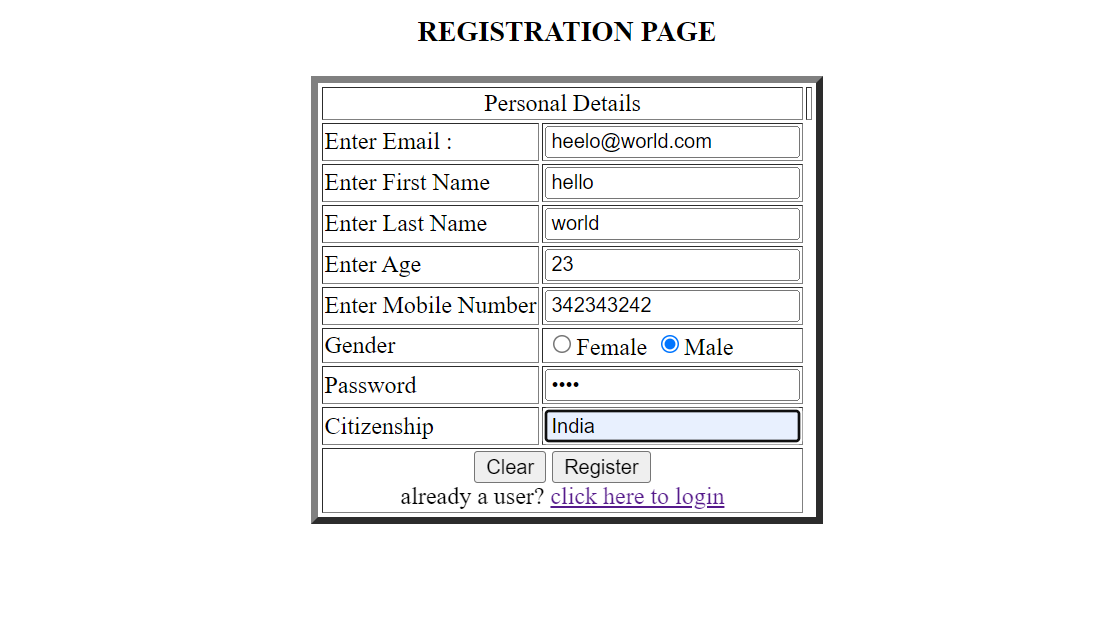 REGISTRATION PAGE
Personal Details
Enter Email : heelo@world.com
Enter First Name hello
Enter Last Name world
Enter Age 23
Enter Mobile Number 342343242
Gender Female Male
Password ••••
Citizenship India
Clear Register
already a user? click here to login